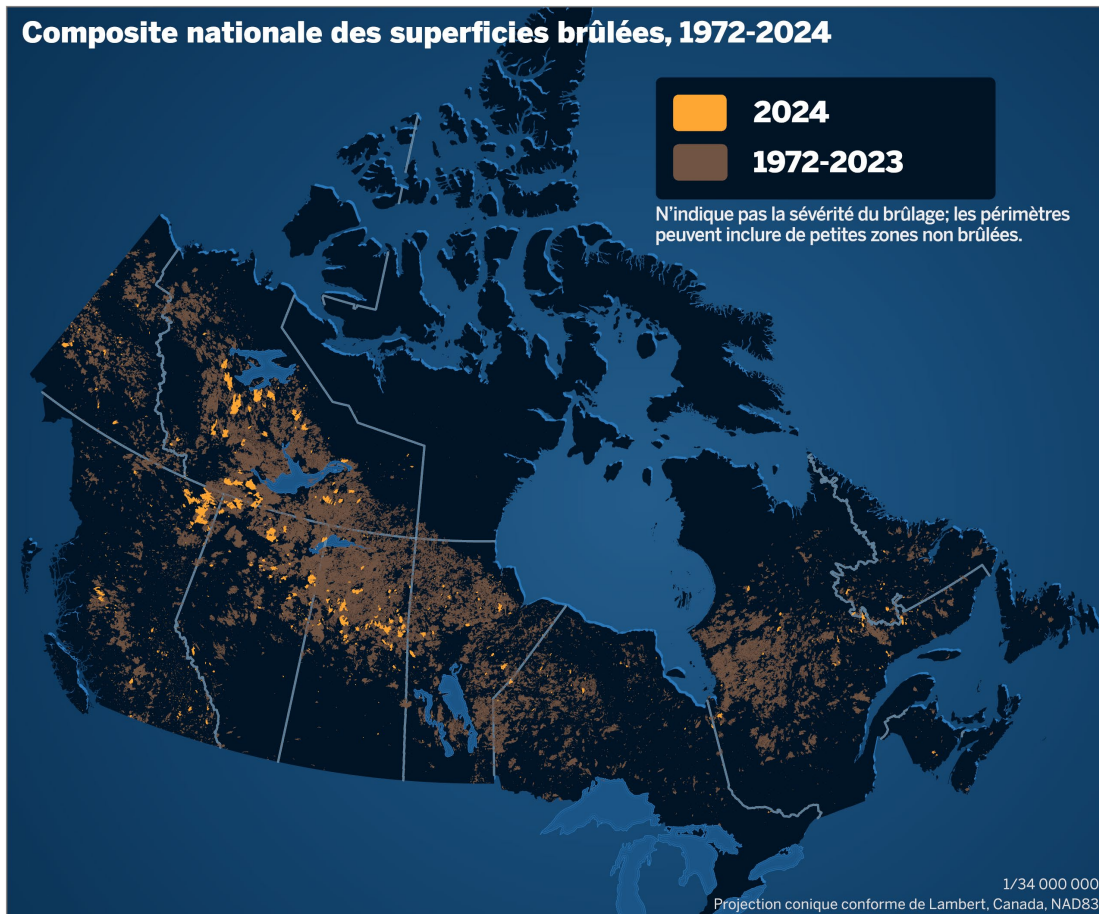 Composite nationale des superficies brûlées, 1972-2024
2024
1972-2023
N'indique pas la sévérité du brûlage; les périmètres
peuvent inclure de petites zones non brûlées.
1/34 000 000
Projection conique conforme de Lambert, Canada, NAD83